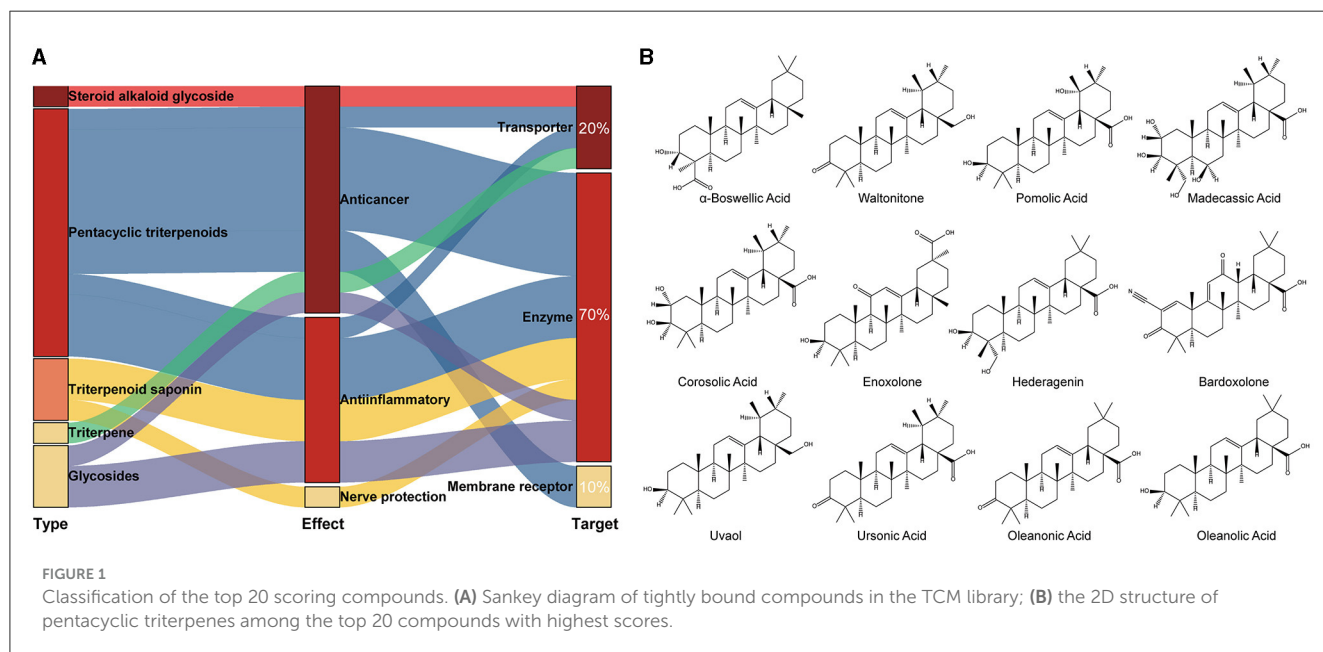 A
Steroid alkaloid glycoside
Pentacyclic triterpenoids
Triterpenoid saponin
Triterpene
Glycosides
Type
Anticancer
Antiinflammatory
Nerve protection
Effect
Transporter
20%
Enzyme
70%
Membrane receptor
10%
Target
B
α-Boswellic Acid
Waltonitone
Pomolic Acid
Madecassic Acid
Corosolic Acid
Enoxolone
Hederagenin
Bardoxolone
Uvaol
Ursonic Acid
Oleanonic Acid
Oleanolic Acid
FIGURE 1
Classification of the top 20 scoring compounds. (A) Sankey diagram of tightly bound compounds in the TCM library; (B) the 2D structure of
pentacyclic triterpenes among the top 20 compounds with highest scores.